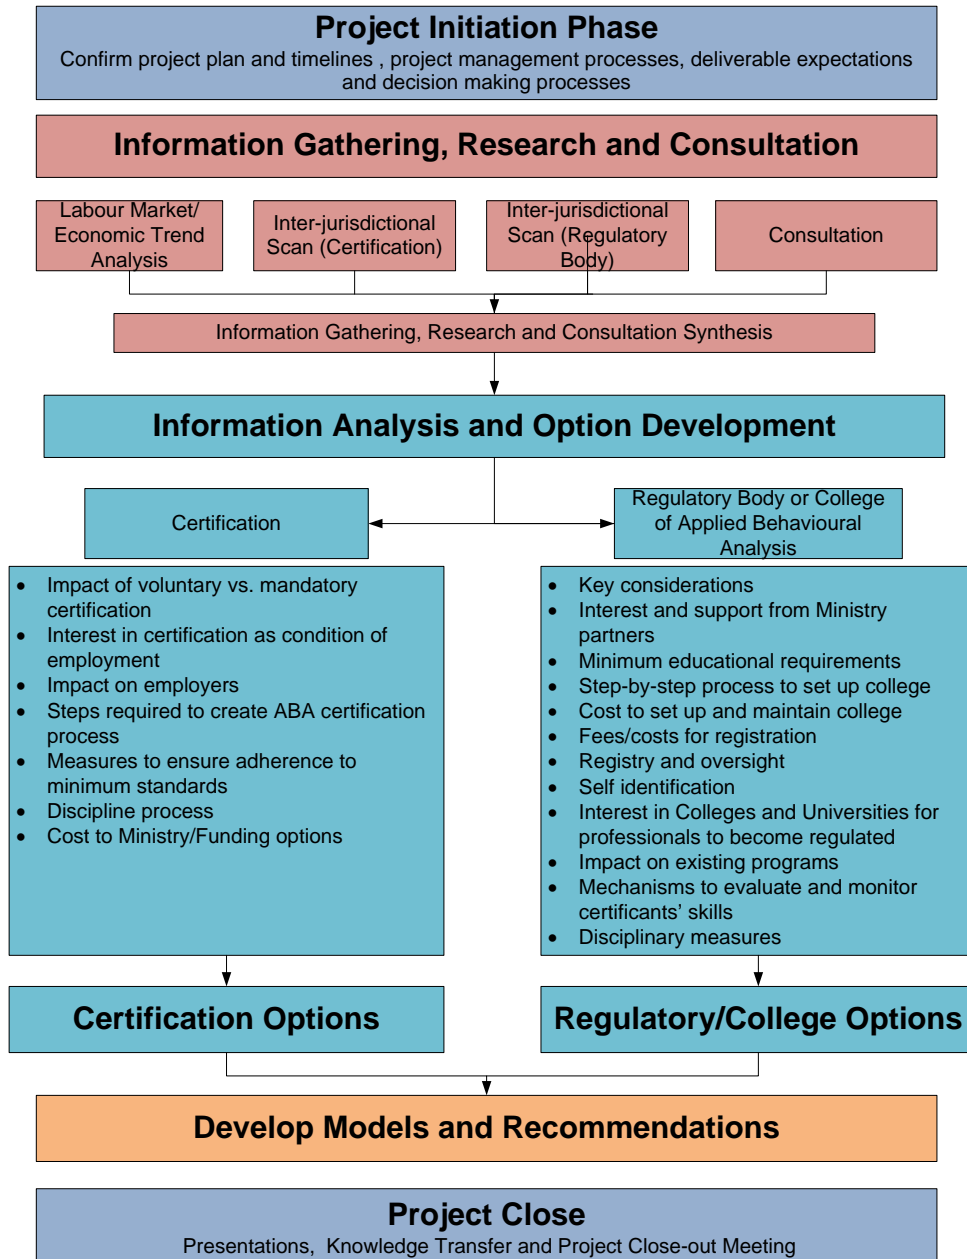 Project Initiation Phase
Confirm project plan and timelines , project management processes, deliverable expectations
and decision making processes
Information Gathering, Research and Consultation
Labour Market/
Economic Trend
Analysis
Inter-jurisdictional
Scan (Certification)
Inter-jurisdictional
Scan (Regulatory
Body)
Consultation
Information Gathering, Research and Consultation Synthesis
Information Analysis and Option Development
Certification
Regulatory Body or College
of Applied Behavioural
Analysis
• Impact of voluntary vs. mandatory
certification
• Interest in certification as condition of
employment
• Impact on employers
• Steps required to create ABA certification
process
• Measures to ensure adherence to
minimum standards
• Discipline process
• Cost to Ministry/Funding options
• Key considerations
• Interest and support from Ministry
partners
• Minimum educational requirements
• Step-by-step process to set up college
• Cost to set up and maintain college
• Fees/costs for registration
• Registry and oversight
• Self identification
• Interest in Colleges and Universities for
professionals to become regulated
• Impact on existing programs
• Mechanisms to evaluate and monitor
certificants’ skills
• Disciplinary measures
Certification Options
Regulatory/College Options
Develop Models and Recommendations
Project Close
Presentations, Knowledge Transfer and Project Close-out Meeting